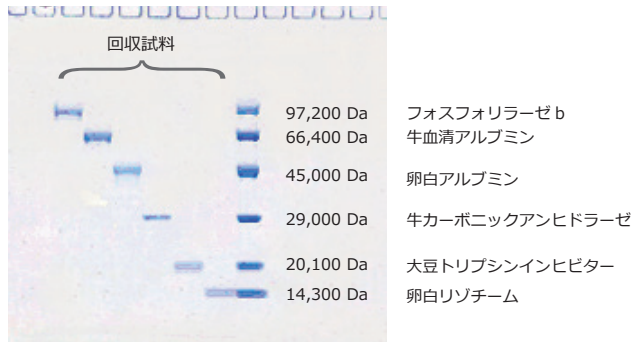 回収試料
97,200 Da フォスフォリラーゼ b
66,400 Da 牛血清アルブミン
45,000 Da 卵白アルブミン
29,000 Da 牛カーボニックアンヒドラーゼ
20,100 Da 大豆トリプシンインヒビター
14,300 Da 卵白リゾチーム